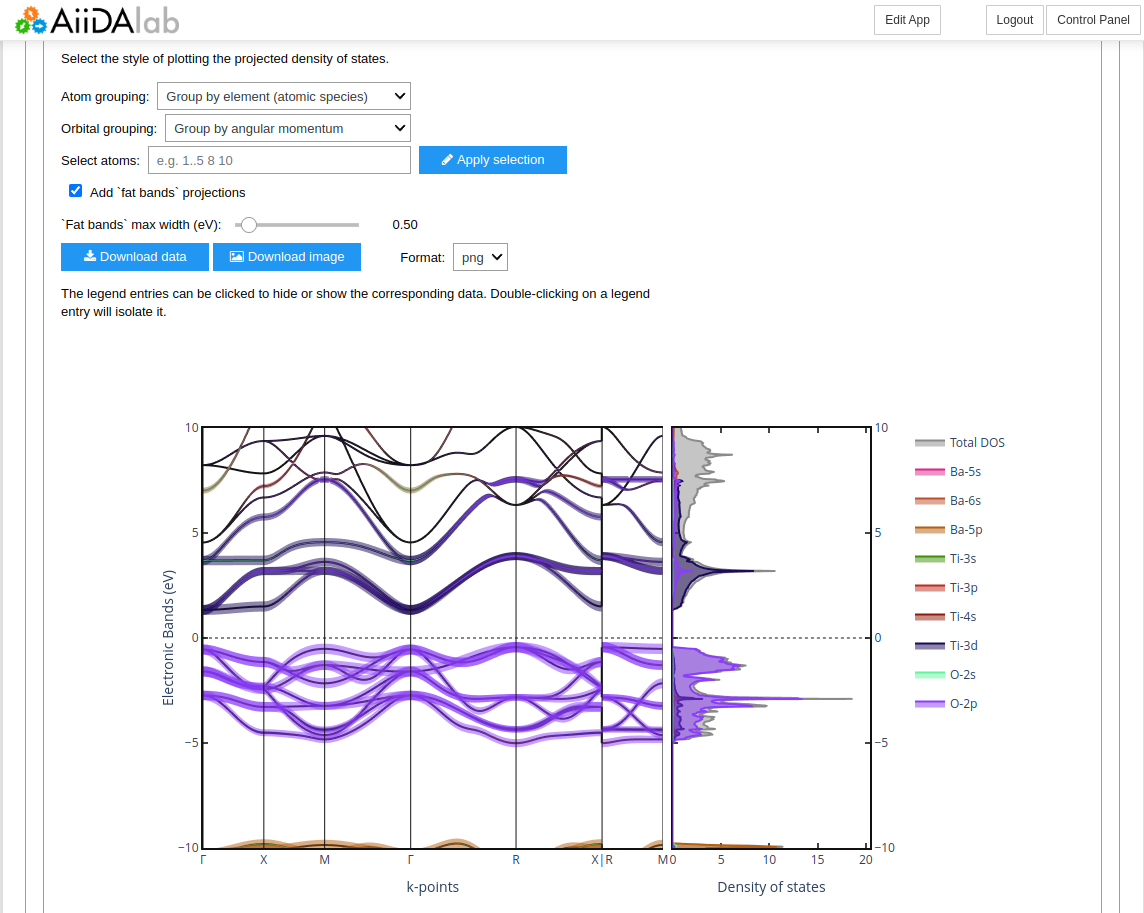 AiiDAlab
Edit App
Logout
Control Panel
Select the style of plotting the projected density of states.
Atom grouping: Group by element (atomic species)
Orbital grouping: Group by angular momentum
Select atoms: e.g. 1..5 8 10 Apply selection
Add `fat bands` projections
`Fat bands` max width (eV): 0.50
Download data Download image Format: png
The legend entries can be clicked to hide or show the corresponding data. Double-clicking on a legend
entry will isolate it.
Electronic Bands (eV)
10
5
0
−5
−10
Γ X M Γ R X|R M
k-points
0 5 10 15 20
Density of states
10
5
0
−5
−10
Total DOS
Ba-5s
Ba-6s
Ba-5p
Ti-3s
Ti-3p
Ti-4s
Ti-3d
O-2s
O-2p